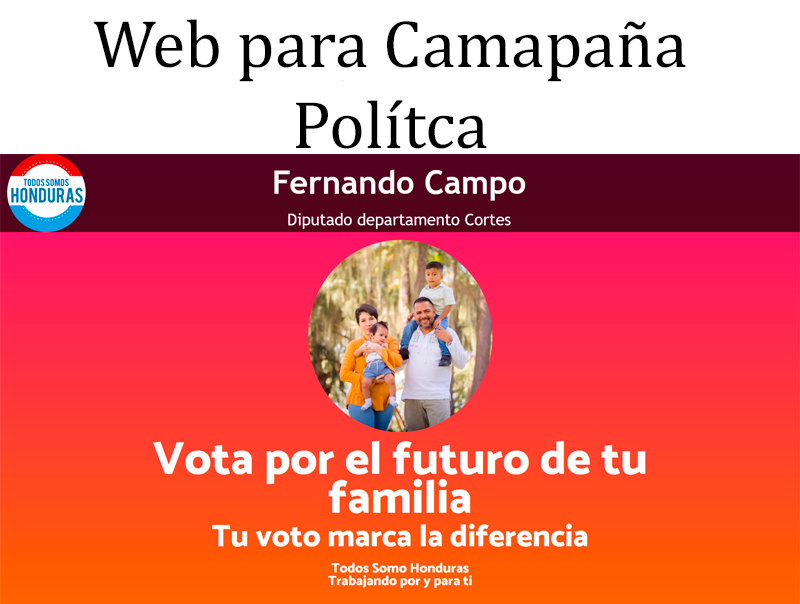 Web para Camapaña
Polítca
TODOS SOMOS
HONDURAS
Fernando Campo
Diputado departamento Cortes
Vota por el futuro de tu
familia
Tu voto marca la diferencia
Todos Somo Honduras
Trabajando por y para ti